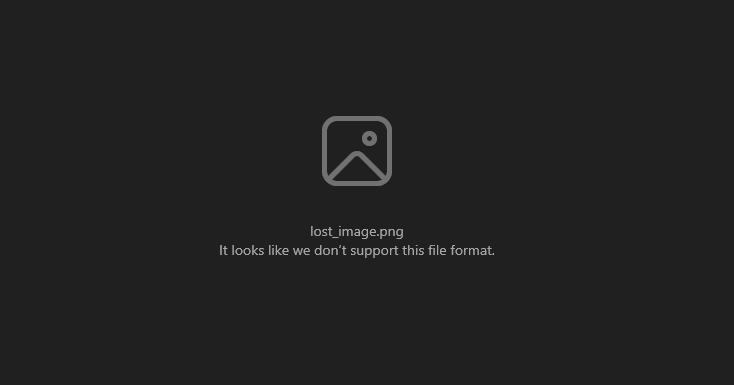 lost_image.png
It looks like we don’t support this file format.